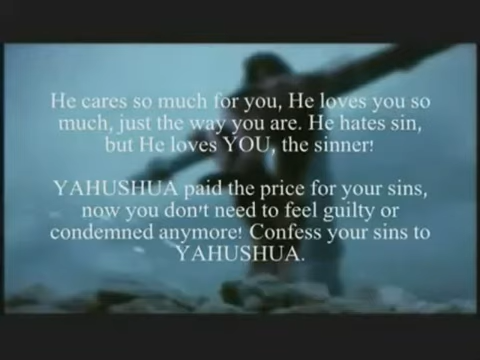 He cares so much for you, He loves you so
much, just the way you are. He hates sin,
but He loves YOU, the sinner!
YAHUSHUA paid the price for your sins,
now you don't need to feel guilty or
condemned anymore! Confess your sins to
YAHUSHUA.